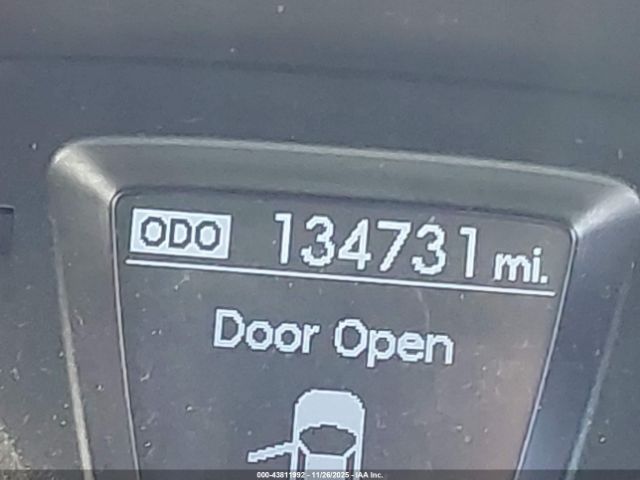 ODO 134731 mi.
Door Open
000-43811992 - 11/26/2025 - IAA Inc.